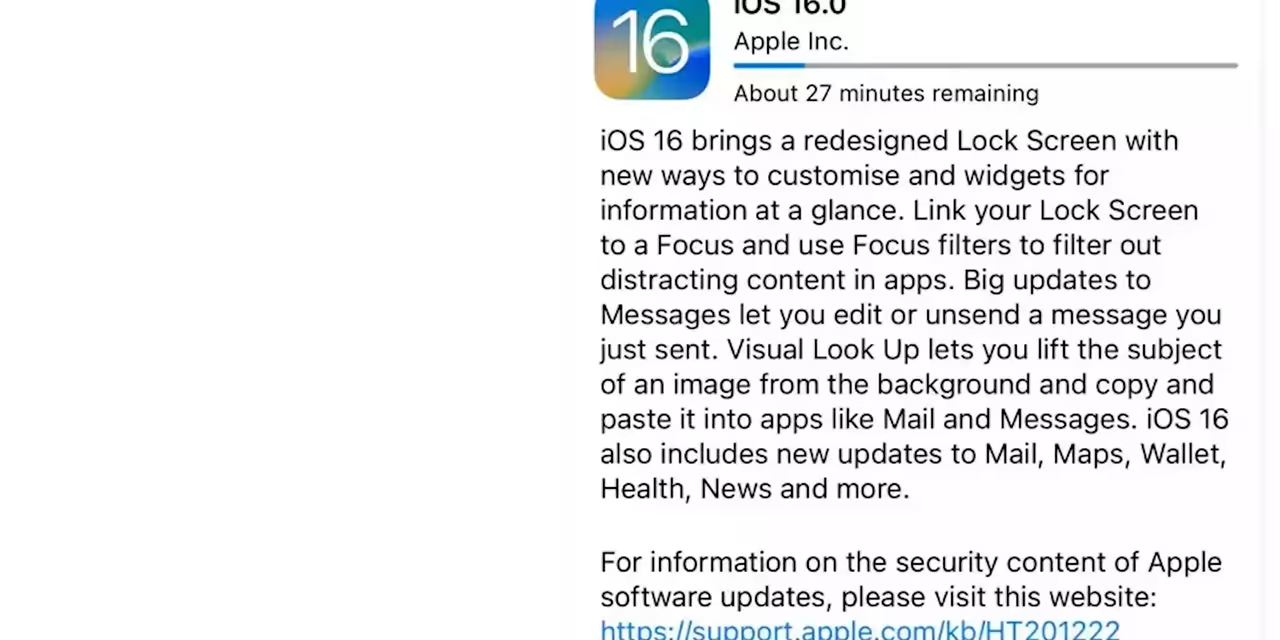 iOS 16.0
16
Apple Inc.
About 27 minutes remaining
iOS 16 brings a redesigned Lock Screen with
new ways to customise and widgets for
information at a glance. Link your Lock Screen
to a Focus and use Focus filters to filter out
distracting content in apps. Big updates to
Messages let you edit or unsend a message you
just sent. Visual Look Up lets you lift the subject
of an image from the background and copy and
paste it into apps like Mail and Messages. iOS 16
also includes new updates to Mail, Maps, Wallet,
Health, News and more.
For information on the security content of Apple
software updates, please visit this website:
https://support.apple.com/kb/HT201222